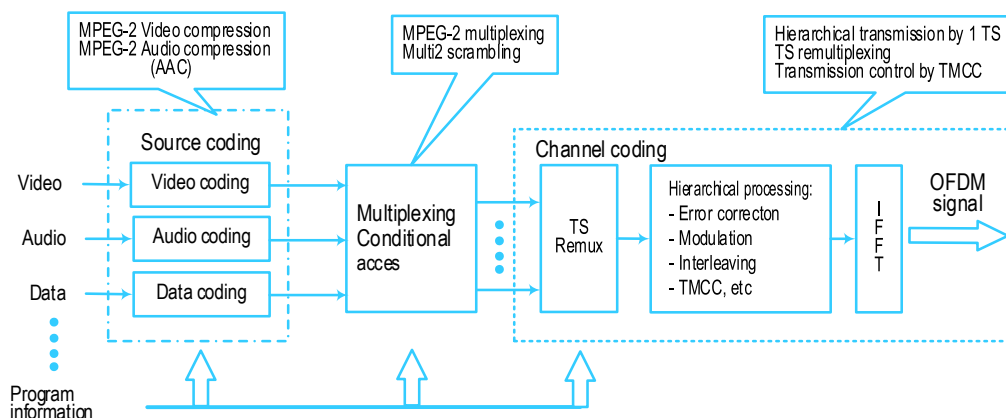 MPEG-2 Video compression
MPEG-2 Audio compression
(AAC)
MPEG-2 multiplexing
Multi2 scrambling
Hierarchical transmission by 1 TS
TS remultiplexing
Transmission control by TMCC
Source coding
Channel coding
Video
Video coding
Audio
Audio coding
Data
Data coding
Multiplexing
Conditional
acces
TS
Remux
Hierarchical processing:
- Error correcton
- Modulation
- Interleaving
- TMCC, etc
I
F
F
T
OFDM
signal
Program
information